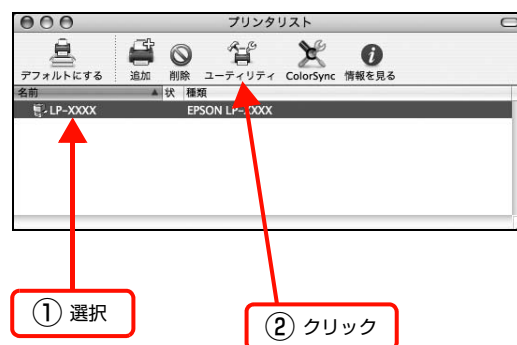 プリンタリスト
デフォルトにする 追加 削除 ユーティリティ ColorSync 情報を見る
名前 状 種類
LP-XXXX EPSON LP-XXXX
① 選択
② クリック